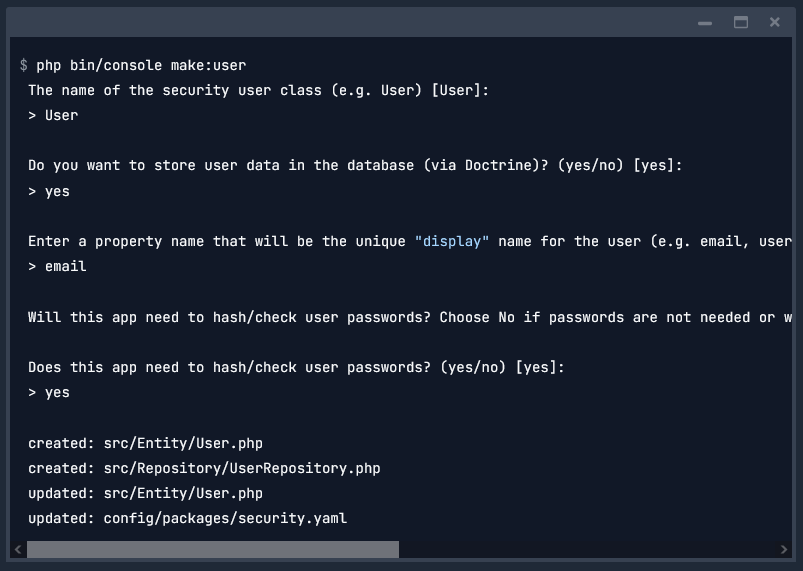 $ php bin/console make:user
The name of the security user class (e.g. User) [User]:
> User
Do you want to store user data in the database (via Doctrine)? (yes/no) [yes]:
> yes
Enter a property name that will be the unique "display" name for the user (e.g. email, user
> email
Will this app need to hash/check user passwords? Choose No if passwords are not needed or w
Does this app need to hash/check user passwords? (yes/no) [yes]:
> yes
created: src/Entity/User.php
created: src/Repository/UserRepository.php
updated: src/Entity/User.php
updated: config/packages/security.yaml